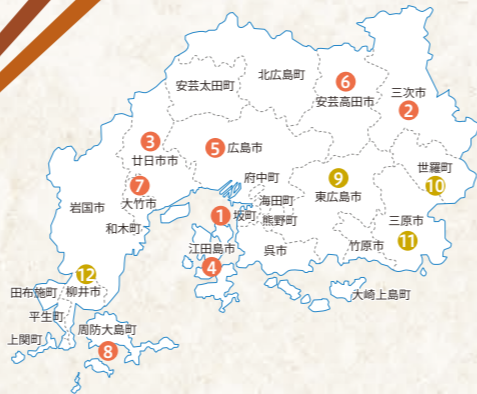 北広島町
安芸太田町
6
安芸高田市
三次市
2
3
廿日市市
5 広島市
世羅町
10
9
東広島市
府中町
海田町
7
大竹市
1 坂町
熊野町
岩国市
和木町
三原市
11
竹原市
江田島市
4
呉市
12
柳井市
田布施町
大崎上島町
平生町
上関町
周防大島町
8